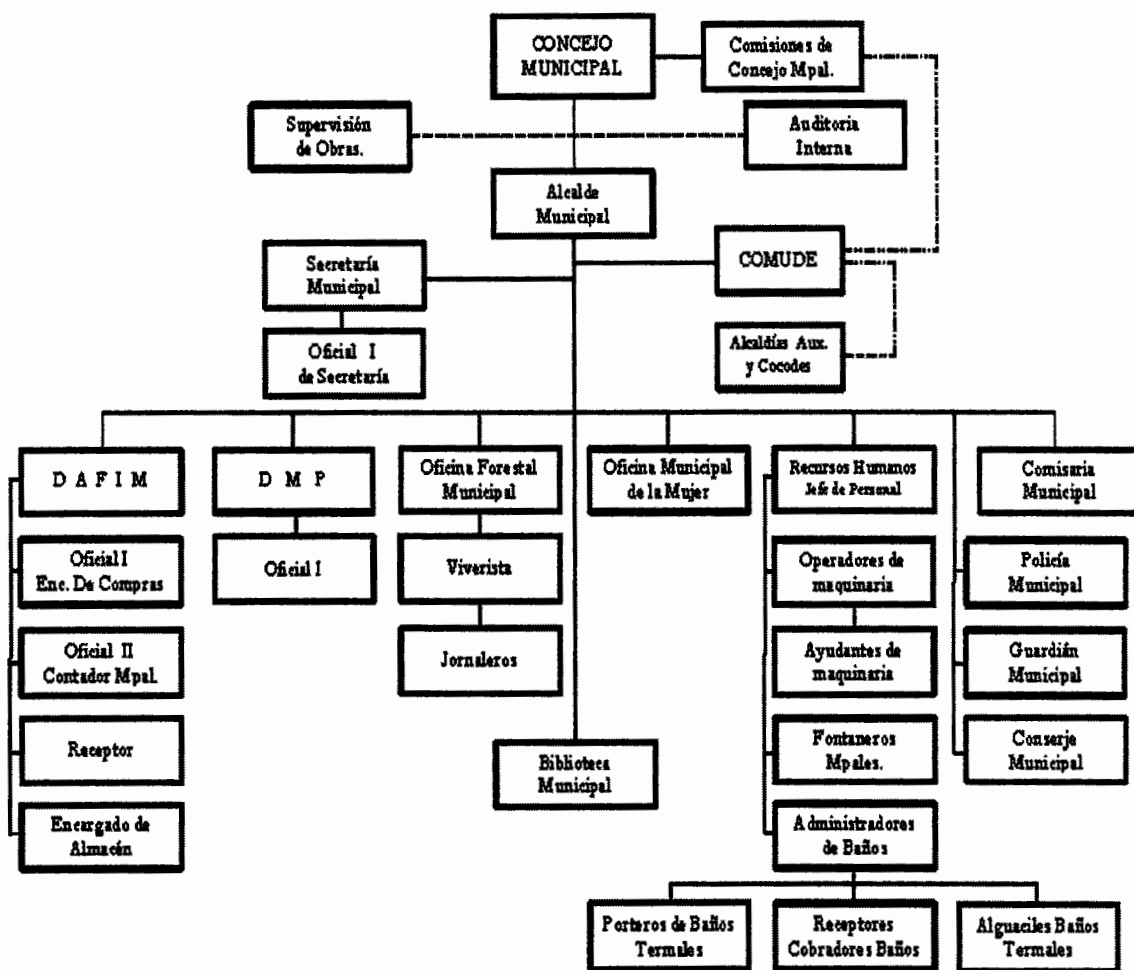 CONCEJO
MUNICIPAL
Comisiones de
Concejo Mpal.
Supervisión
de Obras.
Auditoria
Interna
Alcalde
Municipal
Secretaría
Municipal
COMUDE
Oficial I
de Secretaría
Alcaldías Aux.
y Cocodes
D A F I M
D M P
Oficina Forestal
Municipal
Oficina Municipal
de la Mujer
Recursos Humanos
Jefe de Personal
Comisaria
Municipal
Oficial I
Enc. De Compras
Oficial I
Viverista
Operadores de
maquinaria
Policía
Municipal
Oficial II
Contador Mpal.
Jornaleros
Ayudantes de
maquinaria
Guardián
Municipal
Receptor
Biblioteca
Municipal
Fontaneros
Mpales.
Conserje
Municipal
Encargado de
Almacén
Administradores
de Baños
Porteros de Baños
Termales
Receptores
Cobradores Baños
Alguaciles Baños
Termales